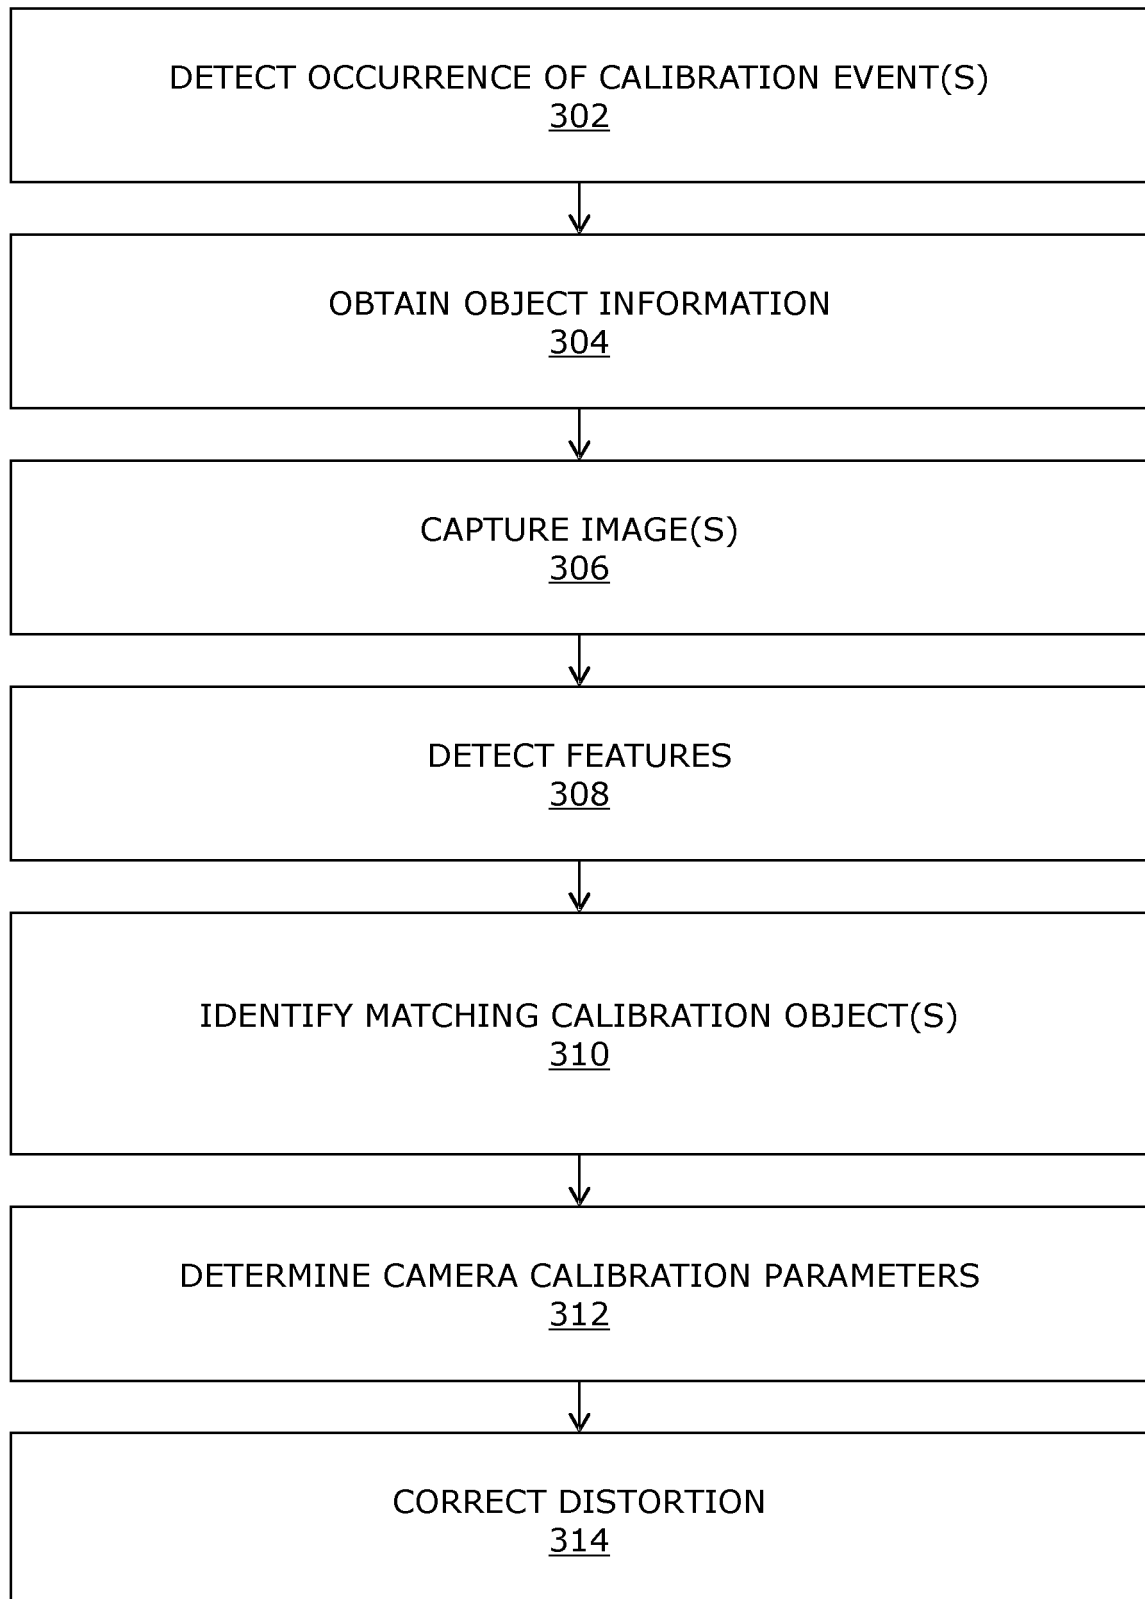 DETECT OCCURRENCE OF CALIBRATION EVENT(S)
302
OBTAIN OBJECT INFORMATION
304
CAPTURE IMAGE(S)
306
DETECT FEATURES
308
IDENTIFY MATCHING CALIBRATION OBJECT(S)
310
DETERMINE CAMERA CALIBRATION PARAMETERS
312
CORRECT DISTORTION
314